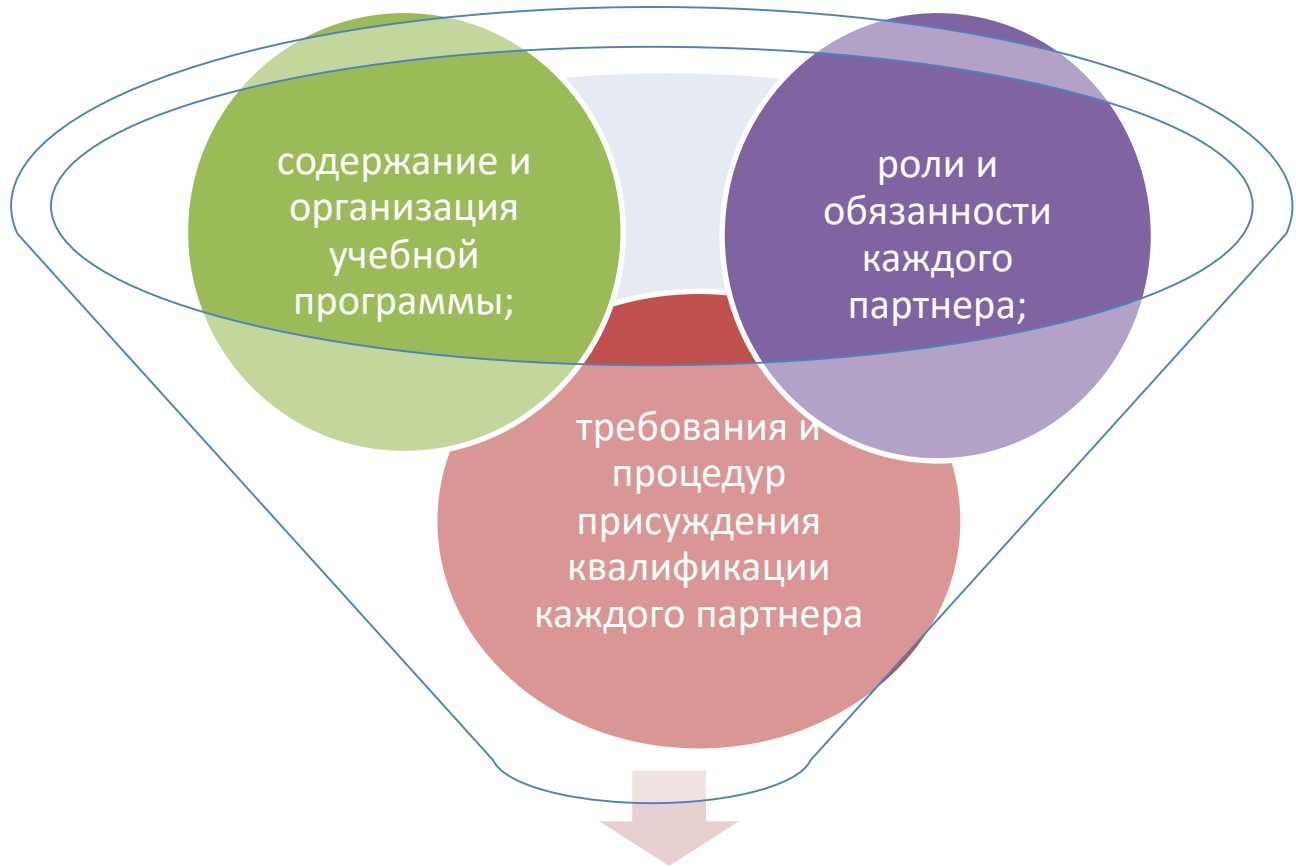 содержание и
организация
учебной
программы;
роли и
обязанности
каждого
партнера;
требования и
процедур
присуждения
квалификации
каждого партнера